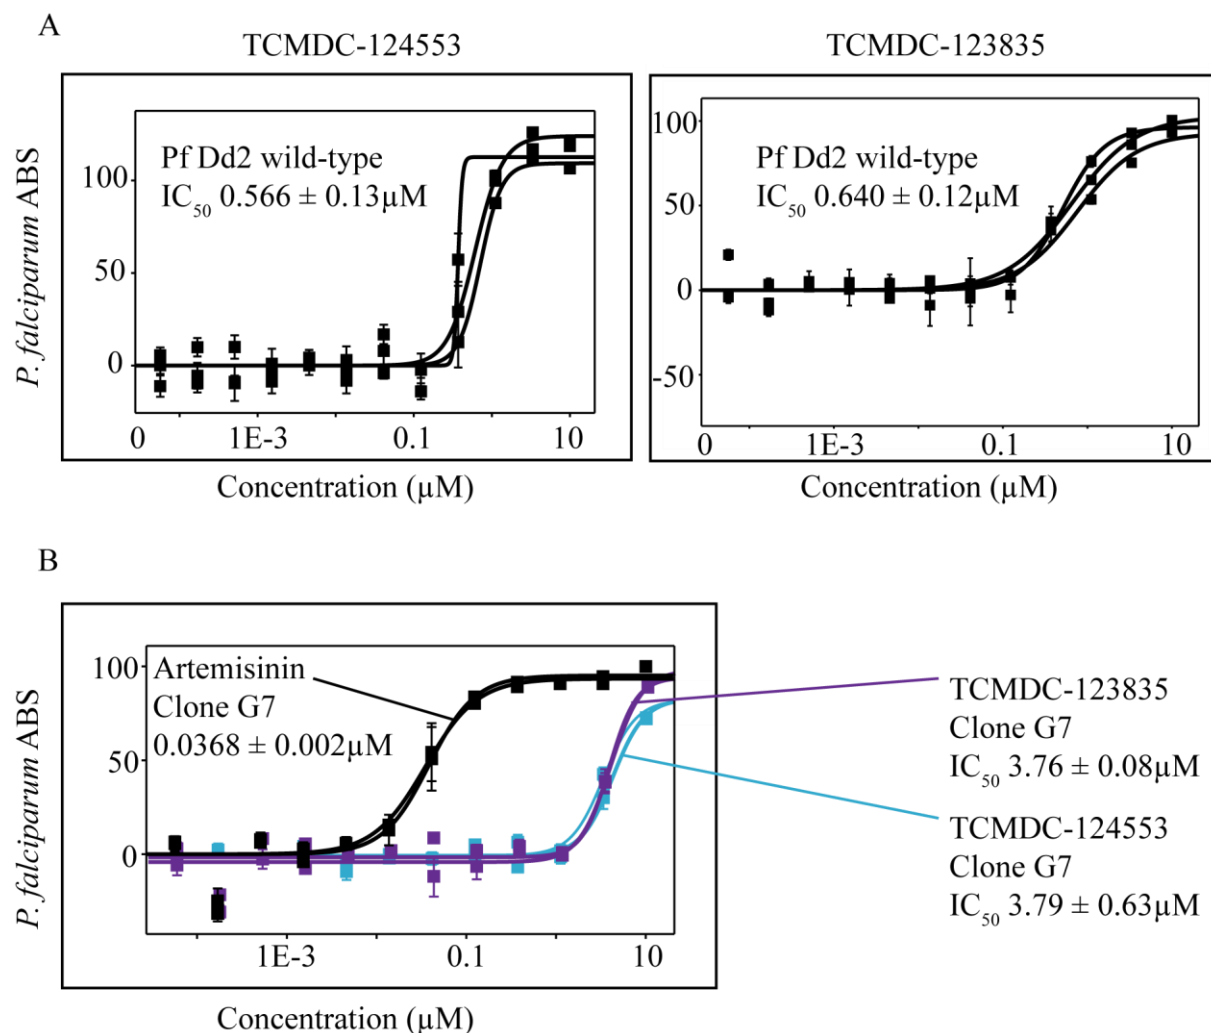 A
TCMDC-124553
TCMDC-123835
P. falciparum ABS
Pf Dd2 wild-type
IC50 0.566 ± 0.13µM
100
50
0
0
1E-3
0.1
10
Concentration (µM)
Pf Dd2 wild-type
IC50 0.640 ± 0.12µM
100
50
0
-50
0
1E-3
0.1
10
Concentration (µM)
B
P. falciparum ABS
Artemisinin
Clone G7
0.0368 ± 0.002µM
100
50
0
1E-3
0.1
10
Concentration (µM)
TCMDC-123835
Clone G7
IC50 3.76 ± 0.08µM
TCMDC-124553
Clone G7
IC50 3.79 ± 0.63µM